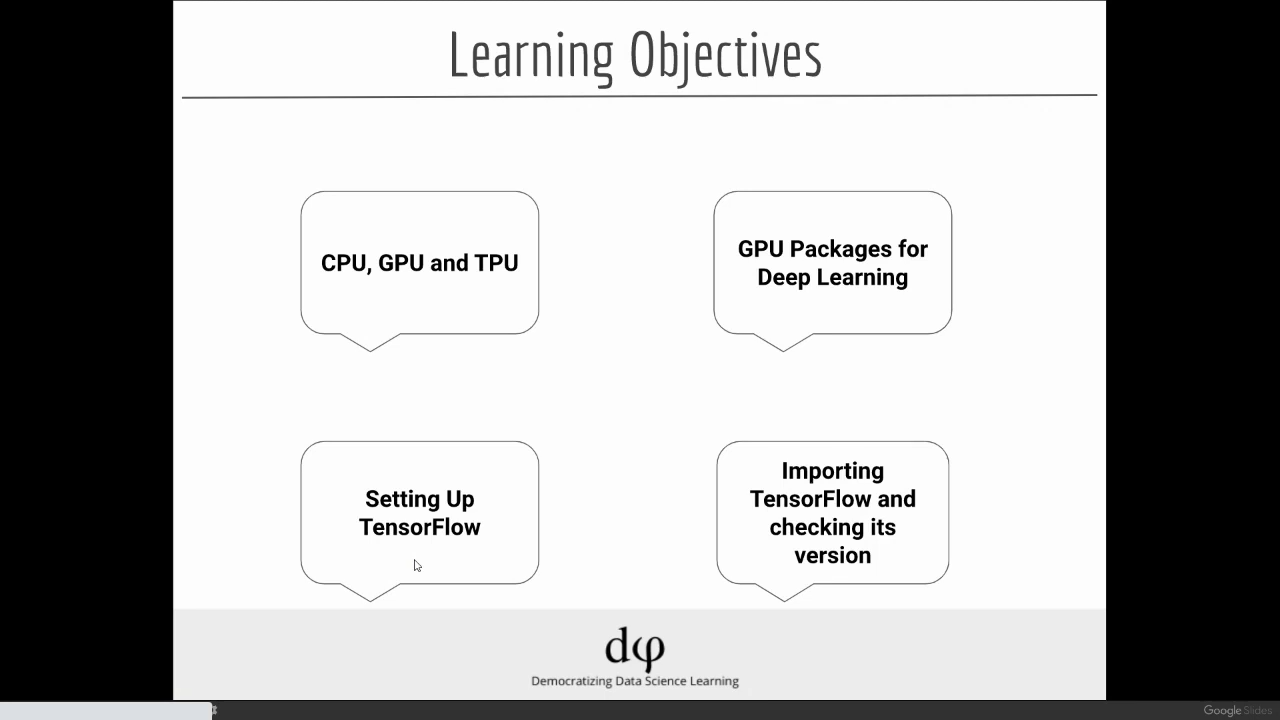 Learning Objectives
CPU, GPU and TPU
GPU Packages for
Deep Learning
Setting Up
TensorFlow
Importing
TensorFlow and
checking its
version
dφ
Democratizing Data Science Learning
Google Slides